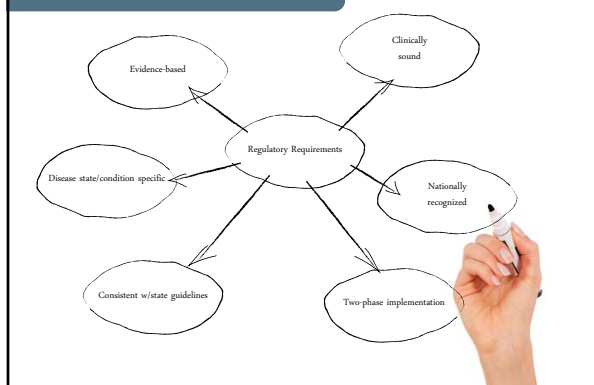 Clinically
sound
Evidence-based
Regulatory Requirements
Disease state/condition specific
Nationally
recognized
Consistent w/state guidelines
Two-phase implementation